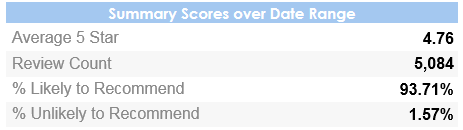 Summary Scores over Date Range
Average 5 Star 4.76
Review Count 5,084
% Likely to Recommend 93.71%
% Unlikely to Recommend 1.57%